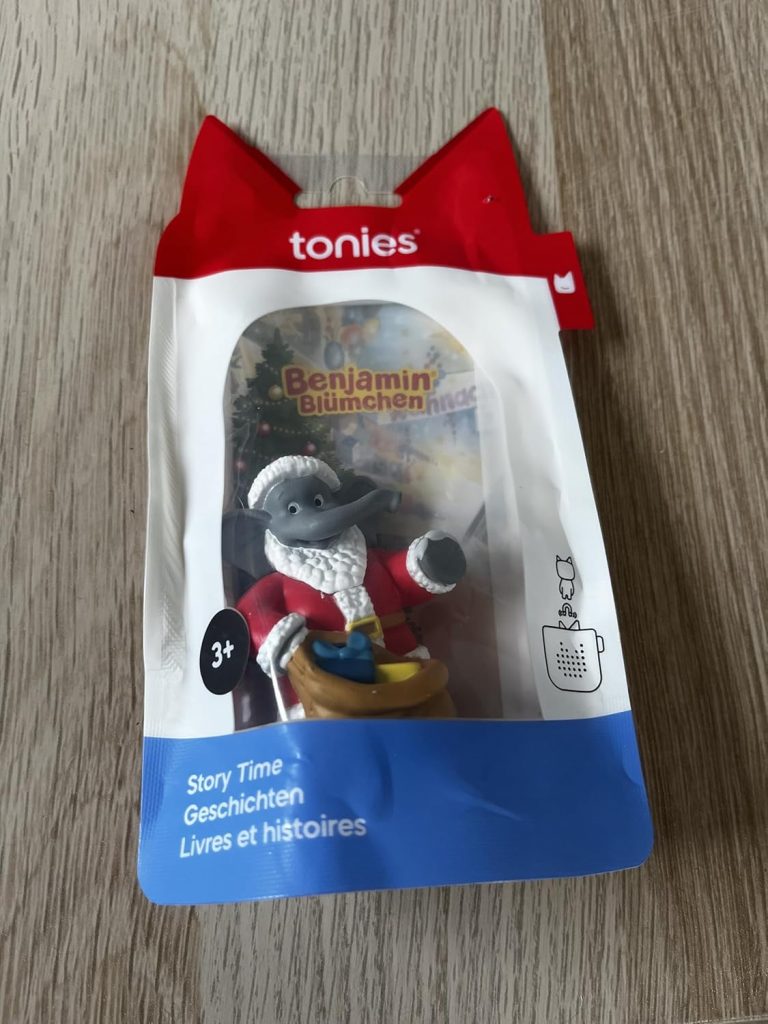 tonies®
Benjamin®
Blümchen
3+
Story Time
Geschichten
Livres et histoires